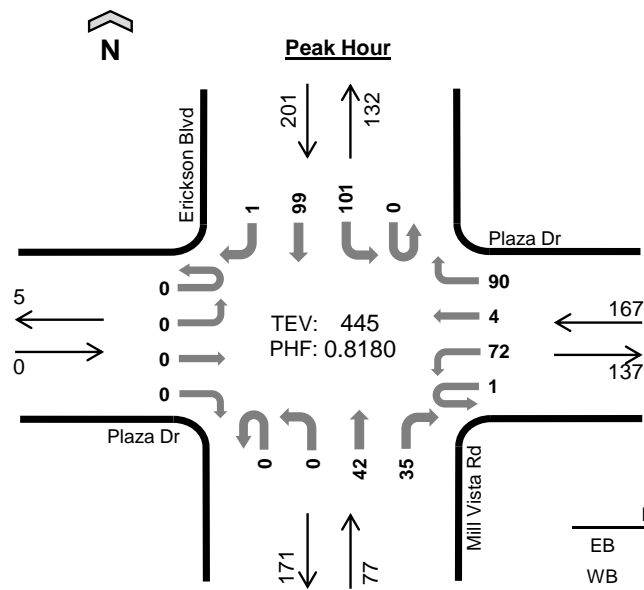 N
Peak Hour
201
132
Erickson Blvd
1
99
101
0
Plaza Dr
0
0
0
0
5
0
TEV: 445
PHF: 0.8180
90
4
72
1
167
137
Plaza Dr
0
0
42
35
Mill Vista Rd
171
77
EB
WB